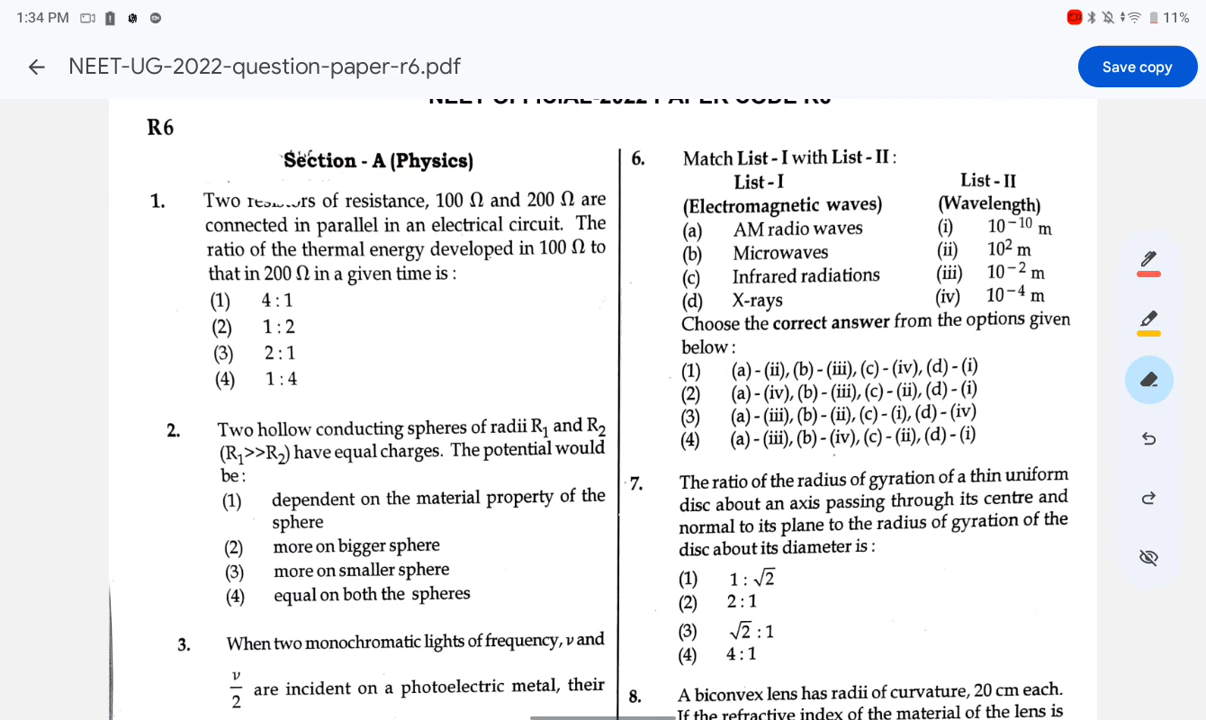 1:34 PM 11%
NEET-UG-2022-question-paper-r6.pdf
Save copy
R6
Section - A (Physics)
1. Two of resistance, 100 Ω and 200 Ω are
connected in parallel in an electrical circuit. The
ratio of the thermal energy developed in 100 Ω to
that in 200 Ω in a given time is :
(1) 4 : 1
(2) 1 : 2
(3) 2 : 1
(4) 1 : 4
2. Two hollow conducting spheres of radii R₁ and R₂
(R₁>>R₂) have equal charges. The potential would
be :
(1) dependent on the material property of the
sphere
(2) more on bigger sphere
(3) more on smaller sphere
(4) equal on both the spheres
3. When two monochromatic lights of frequency, ν and
ν/2 are incident on a photoelectric metal, their
6. Match List - I with List - II :
List - I List - II
(Electromagnetic waves) (Wavelength)
(a) AM radio waves (i) 10⁻¹⁰ m
(b) Microwaves (ii) 10² m
(c) Infrared radiations (iii) 10⁻² m
(d) X-rays (iv) 10⁻⁴ m
Choose the correct answer from the options given
below :
(1) (a) - (ii), (b) - (iii), (c) - (iv), (d) - (i)
(2) (a) - (iv), (b) - (iii), (c) - (ii), (d) - (i)
(3) (a) - (iii), (b) - (ii), (c) - (i), (d) - (iv)
(4) (a) - (iii), (b) - (iv), (c) - (ii), (d) - (i)
7. The ratio of the radius of gyration of a thin uniform
disc about an axis passing through its centre and
normal to its plane to the radius of gyration of the
disc about its diameter is :
(1) 1 : √2
(2) 2 : 1
(3) √2 : 1
(4) 4 : 1
8. A biconvex lens has radii of curvature, 20 cm each.
If the refractive index of the material of the lens is